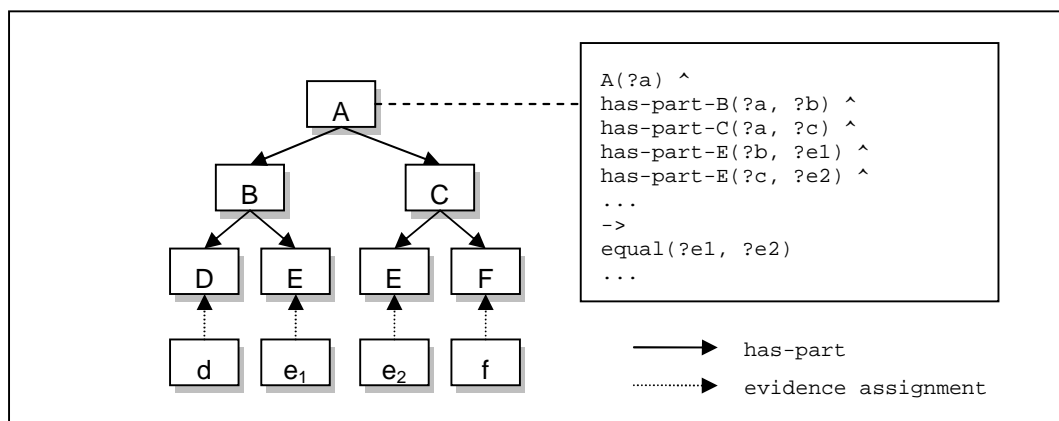 A
B
C
D
E
E
F
d
e₁
e₂
f
A(?a) ^
has-part-B(?a, ?b) ^
has-part-C(?a, ?c) ^
has-part-E(?b, ?e1) ^
has-part-E(?c, ?e2) ^
...
->
equal(?e1, ?e2)
...
has-part
evidence assignment